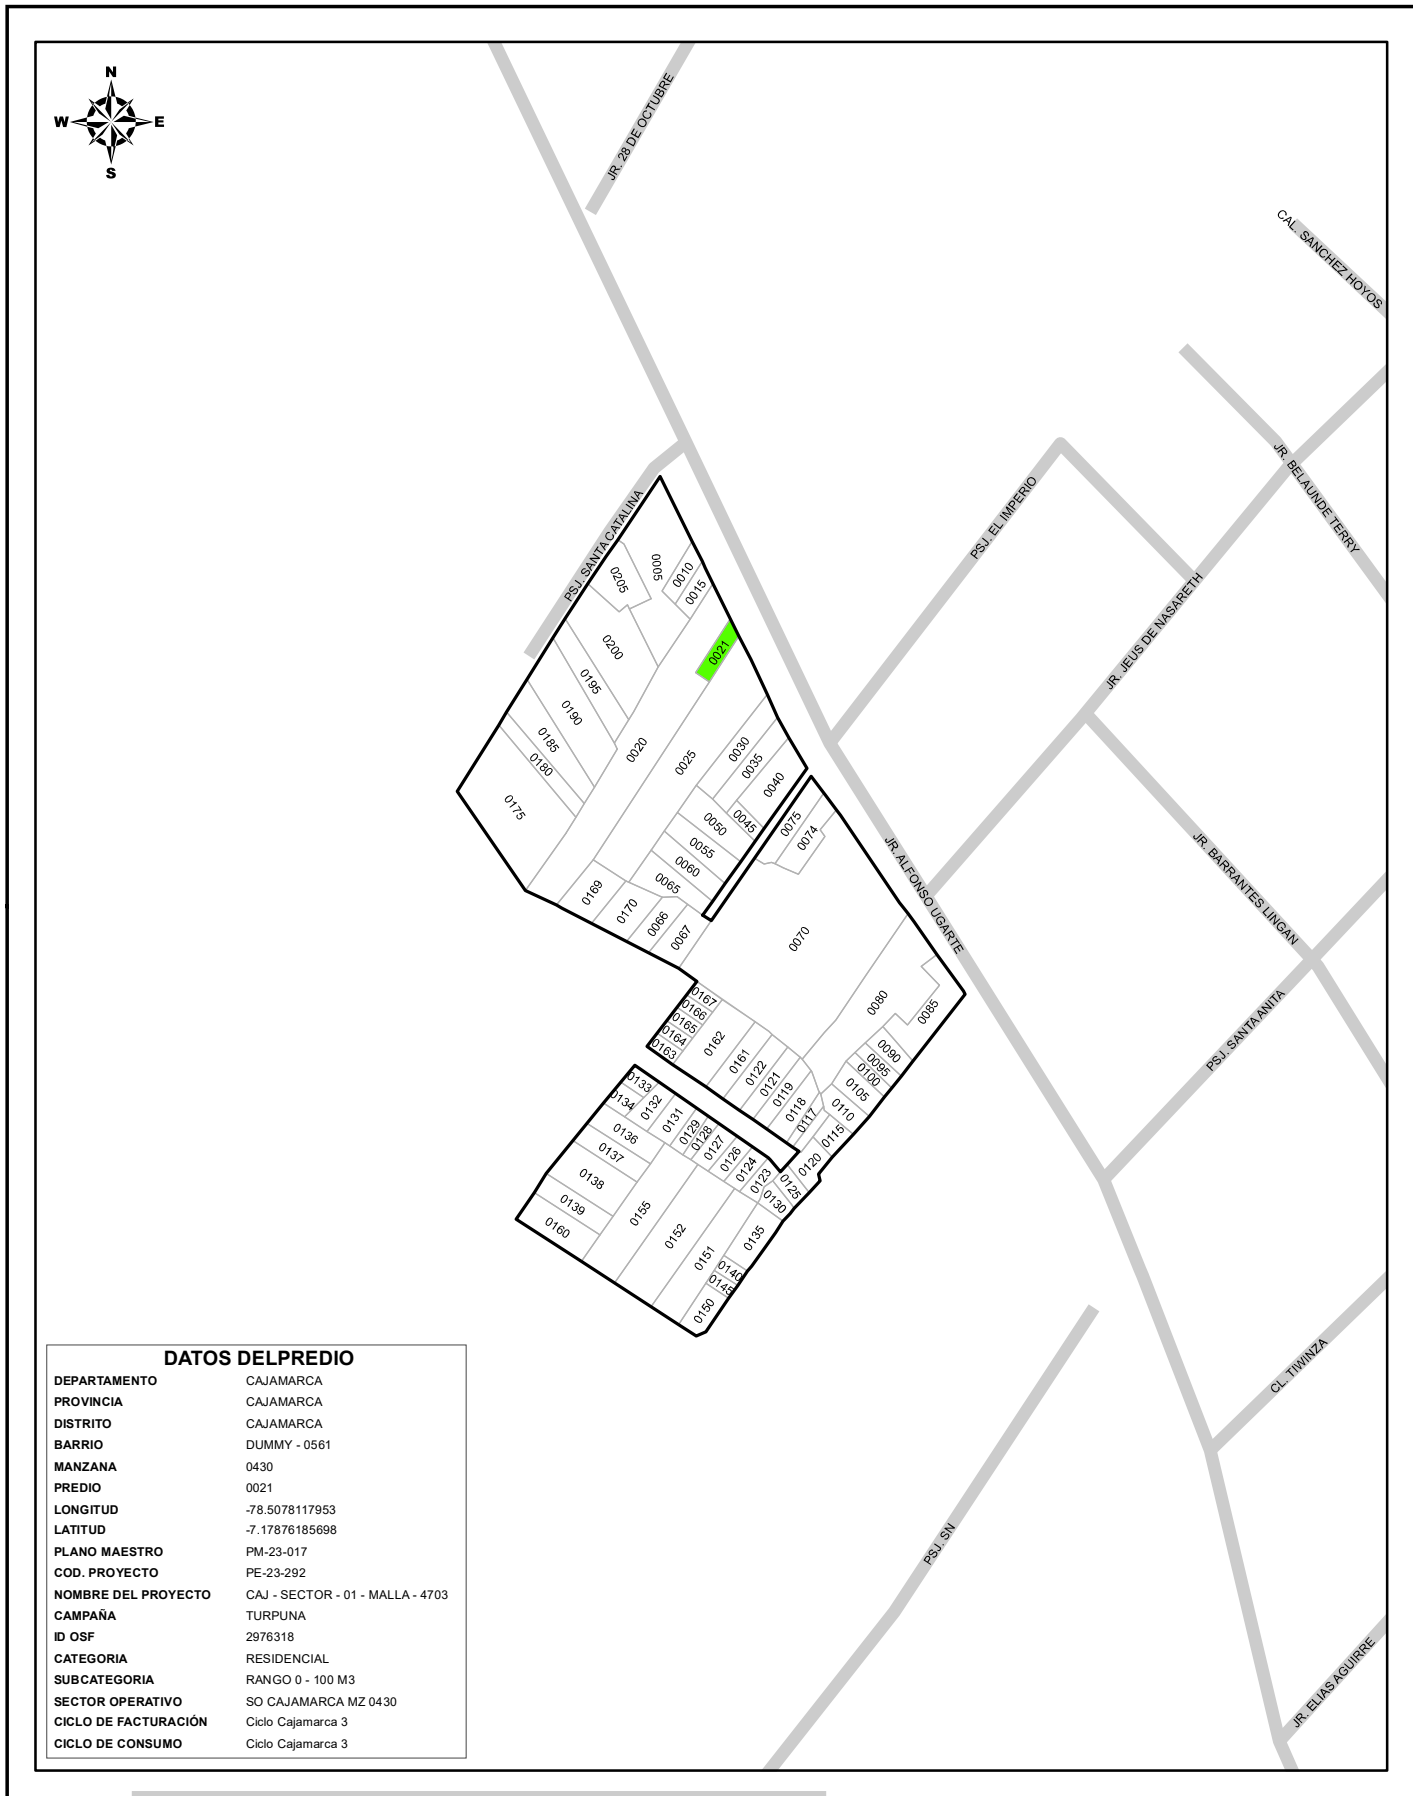 N
W
E
S
JR. 28 DE OCTUBRE
CAL. SANCHEZ HOYOS
JR. BELAUNDE TERRY
PSJ. EL IMPERIO
PSJ. SANTA CATALINA
JR. JEUS DE NASARETH
JR. ALFONSO UGARTE
JR. BARRANTES LINGAN
PSJ. SANTA ANITA
CL. TIWINZA
PSJ. SN
JR. ELIAS AGUIRRE
0005
0010
0015
0205
0200
0021
0195
0190
0185
0180
0175
0020
0025
0030
0035
0040
0045
0050
0055
0060
0065
0075
0074
0169
0170
0066
0067
0070
0080
0085
0167
0166
0165
0164
0163
0162
0161
0122
0121
0119
0118
0117
0090
0095
0100
0105
0110
0115
0120
0125
0130
0133
0134
0132
0131
0129
0128
0127
0126
0124
0123
0136
0137
0138
0139
0160
0155
0152
0151
0135
0140
0145
0150
DATOS DELPREDIO
DEPARTAMENTO CAJAMARCA
PROVINCIA CAJAMARCA
DISTRITO CAJAMARCA
BARRIO DUMMY - 0561
MANZANA 0430
PREDIO 0021
LONGITUD -78.5078117953
LATITUD -7.17876185698
PLANO MAESTRO PM-23-017
COD. PROYECTO PE-23-292
NOMBRE DEL PROYECTO CAJ - SECTOR - 01 - MALLA - 4703
CAMPAÑA TURPUNA
ID OSF 2976318
CATEGORIA RESIDENCIAL
SUBCATEGORIA RANGO 0 - 100 M3
SECTOR OPERATIVO SO CAJAMARCA MZ 0430
CICLO DE FACTURACIÓN Ciclo Cajamarca 3
CICLO DE CONSUMO Ciclo Cajamarca 3